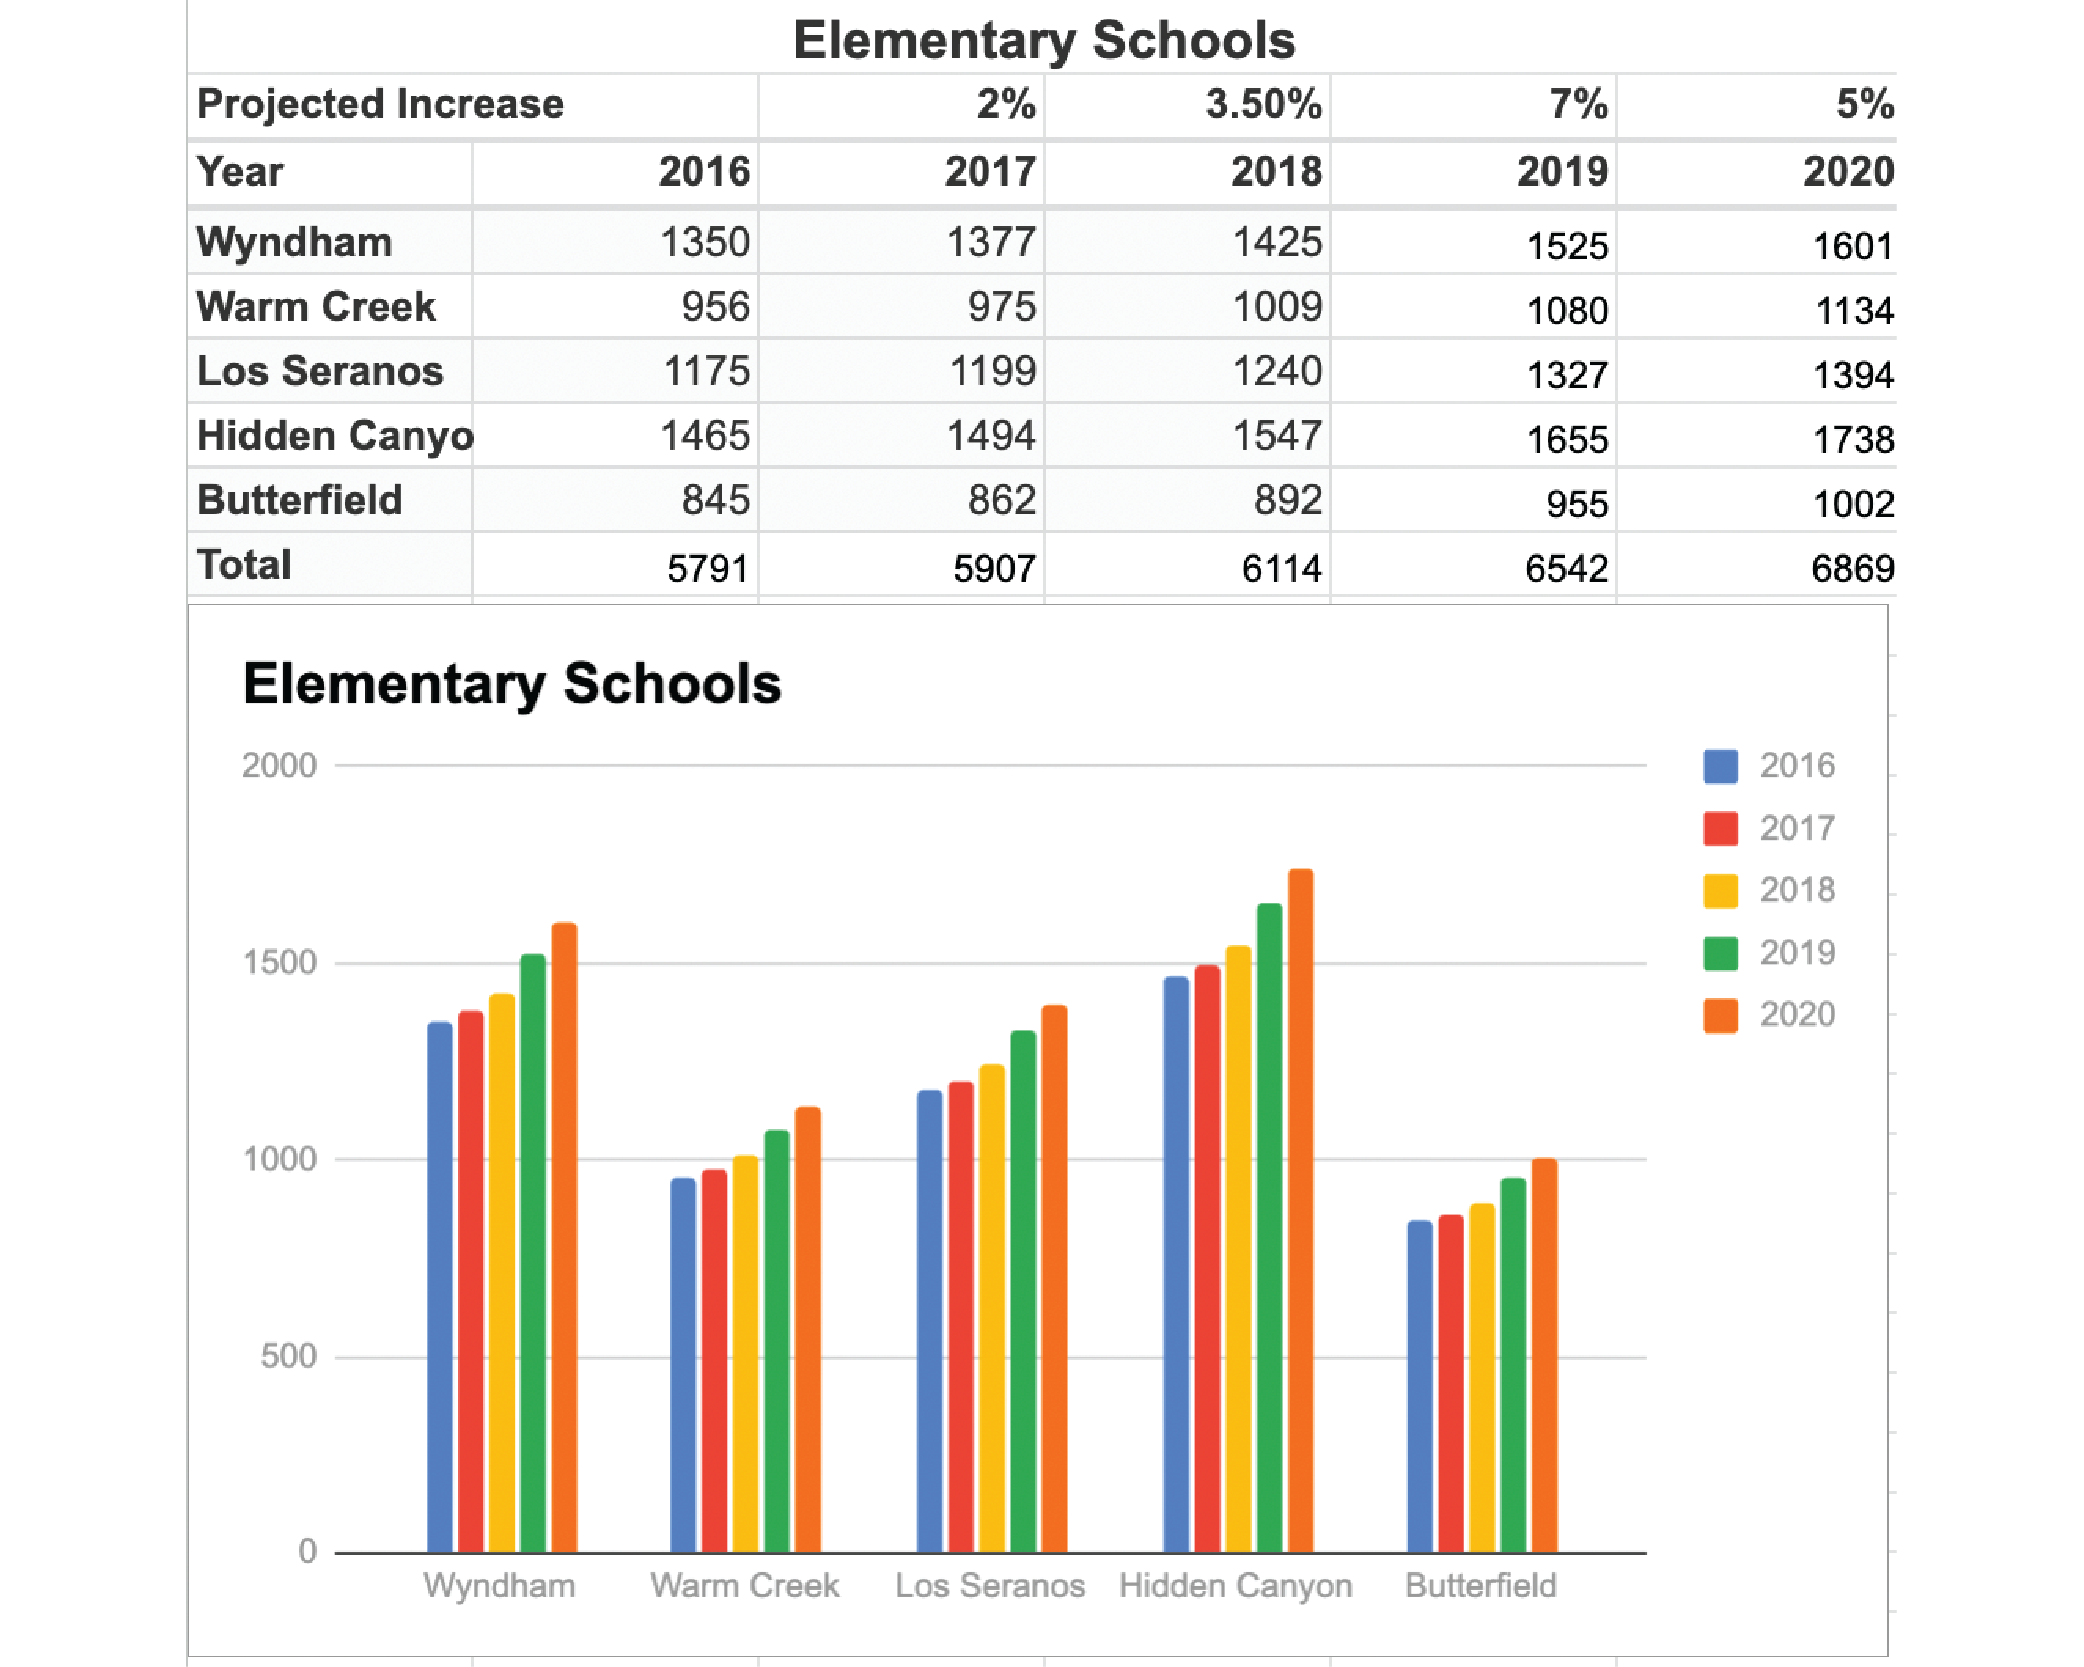 Elementary Schools
Projected Increase 2% 3.50% 7% 5%
Year 2016 2017 2018 2019 2020
Wyndham 1350 1377 1425 1525 1601
Warm Creek 956 975 1009 1080 1134
Los Seranos 1175 1199 1240 1327 1394
Hidden Canyo 1465 1494 1547 1655 1738
Butterfield 845 862 892 955 1002
Total 5791 5907 6114 6542 6869
Elementary Schools
2000
1500
1000
500
0
Wyndham Warm Creek Los Seranos Hidden Canyon Butterfield
2016
2017
2018
2019
2020